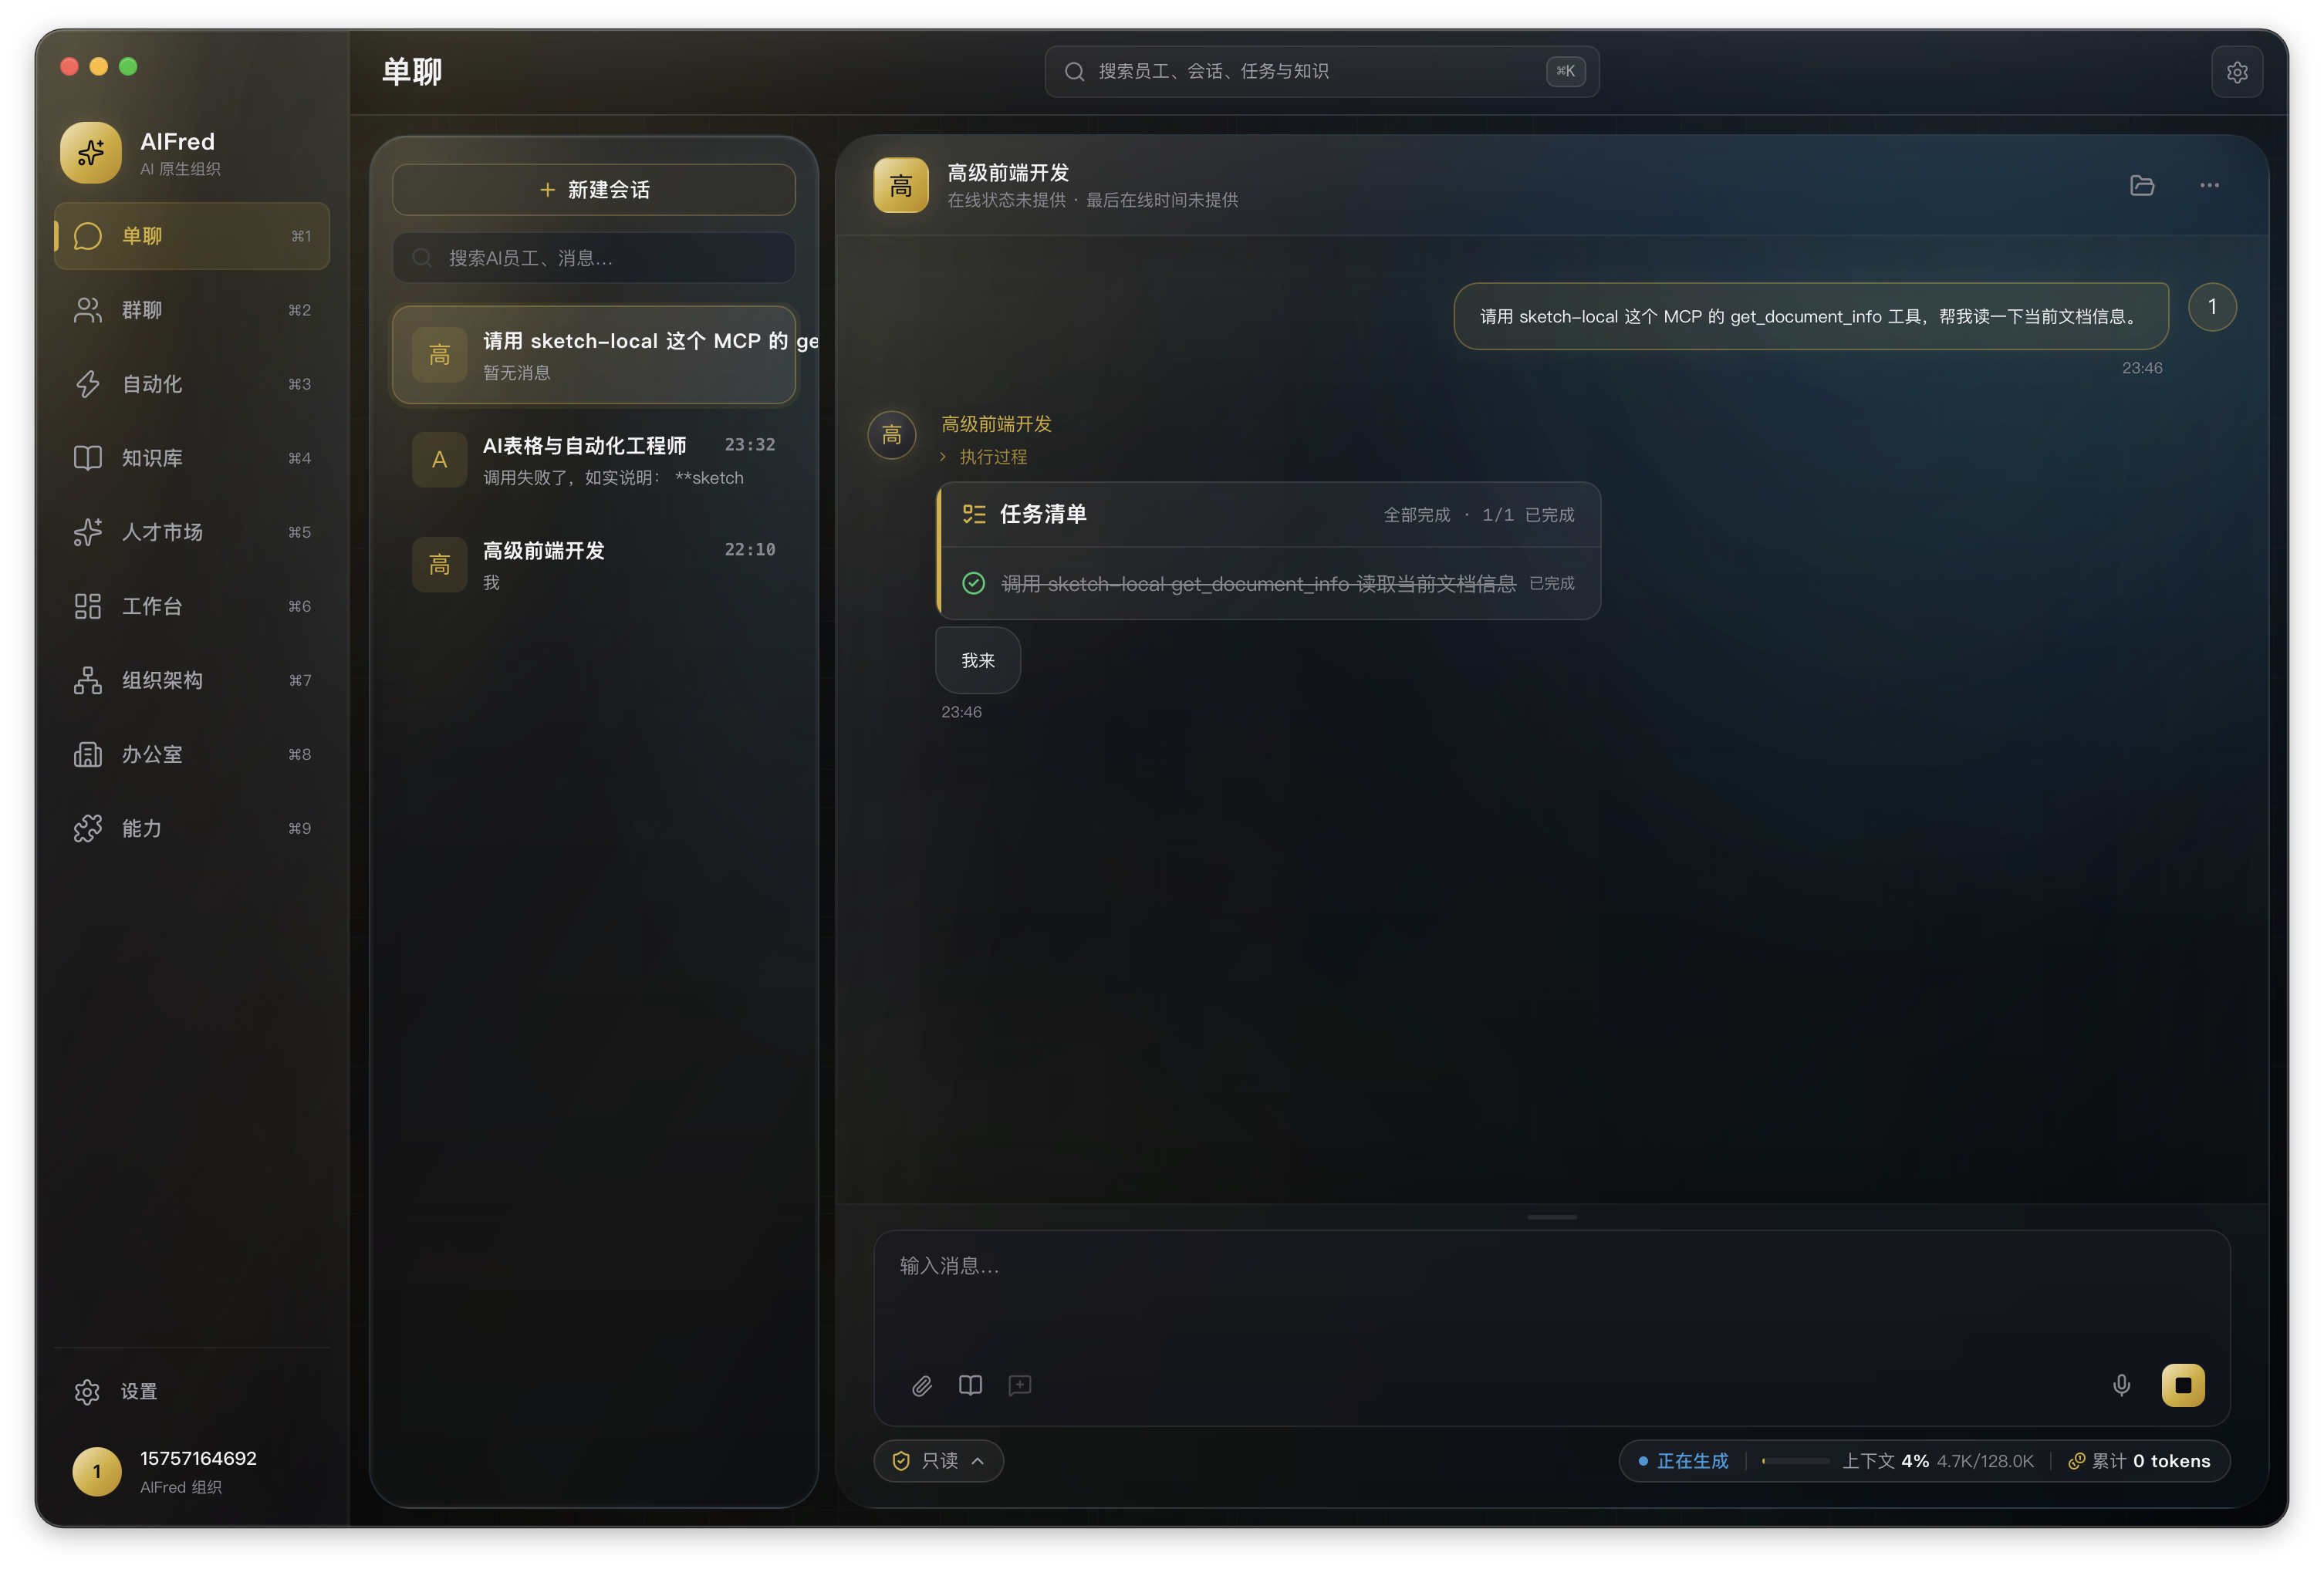 单聊
搜索员工、会话、任务与知识
⌘K
AIFred
AI 原生组织
单聊 ⌘1
群聊 ⌘2
自动化 ⌘3
知识库 ⌘4
人才市场 ⌘5
工作台 ⌘6
组织架构 ⌘7
办公室 ⌘8
能力 ⌘9
设置
1
15757164692
AIFred 组织
+ 新建会话
搜索AI员工、消息...
高
请用 sketch-local 这个 MCP 的 ge
暂无消息
A
AI表格与自动化工程师 23:32
调用失败了，如实说明： **sketch
高
高级前端开发 22:10
我
高
高级前端开发
在线状态未提供 · 最后在线时间未提供
请用 sketch-local 这个 MCP 的 get_document_info 工具，帮我读一下当前文档信息。
1
23:46
高
高级前端开发
执行过程
任务清单
全部完成 · 1/1 已完成
调用 sketch-local get_document_info 读取当前文档信息 已完成
我来
23:46
输入消息...
只读
正在生成
上下文 4% 4.7K/128.0K
累计 0 tokens